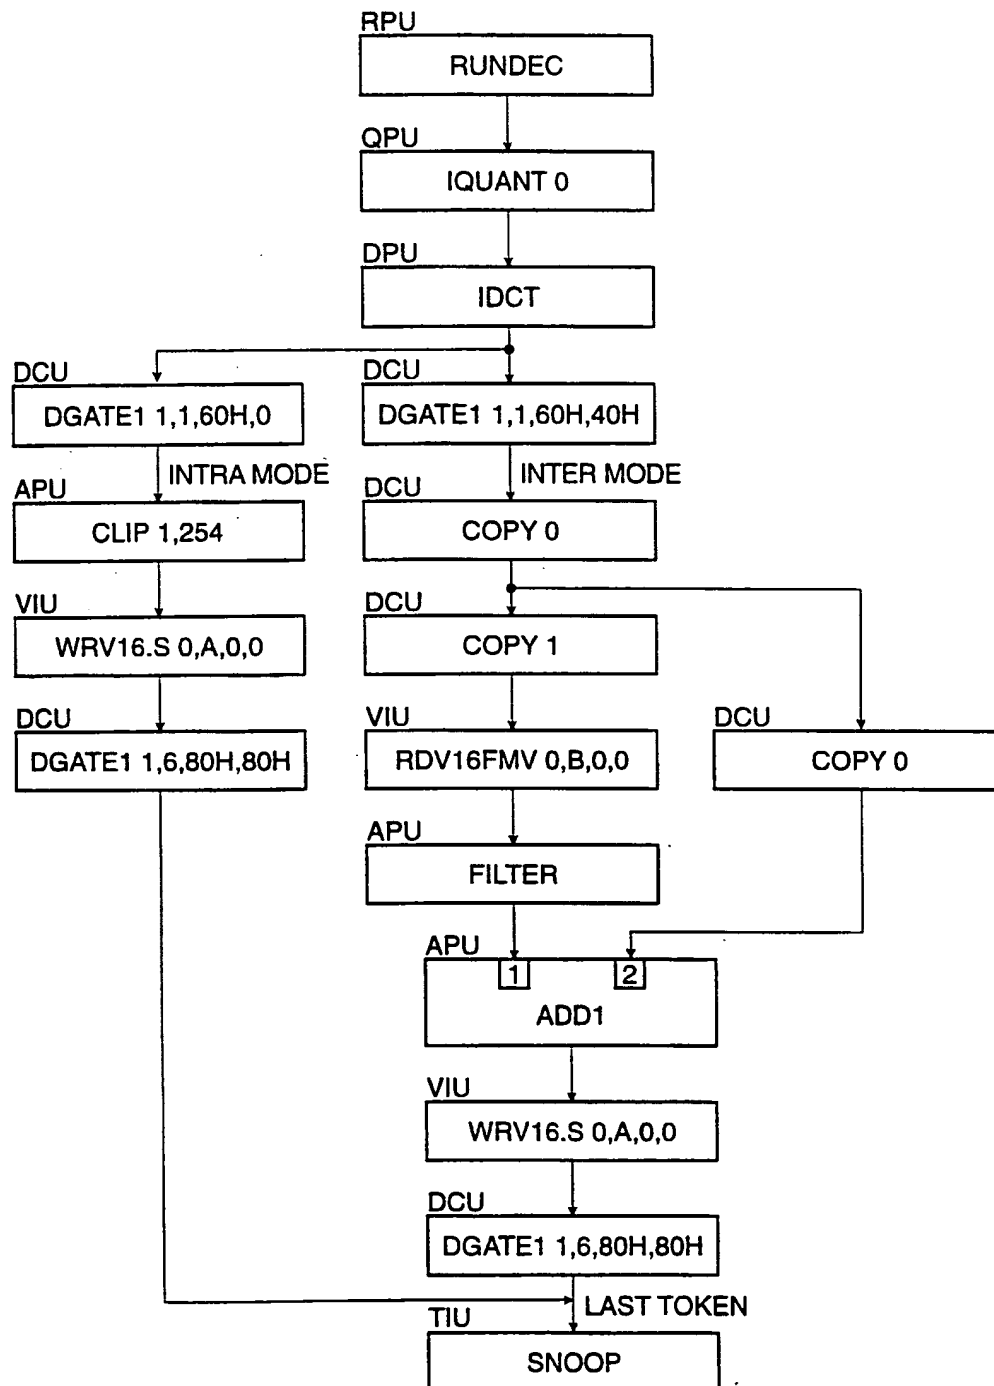 RPU
RUNDEC
QPU
IQUANT 0
DPU
IDCT
DCU
DGATE1 1,1,60H,0
DCU
DGATE1 1,1,60H,40H
INTRA MODE
INTER MODE
APU
CLIP 1,254
DCU
COPY 0
VIU
WRV16.S 0,A,0,0
DCU
COPY 1
DCU
DGATE1 1,6,80H,80H
VIU
RDV16FMV 0,B,0,0
DCU
COPY 0
APU
FILTER
APU
1
2
ADD1
VIU
WRV16.S 0,A,0,0
DCU
DGATE1 1,6,80H,80H
LAST TOKEN
TIU
SNOOP